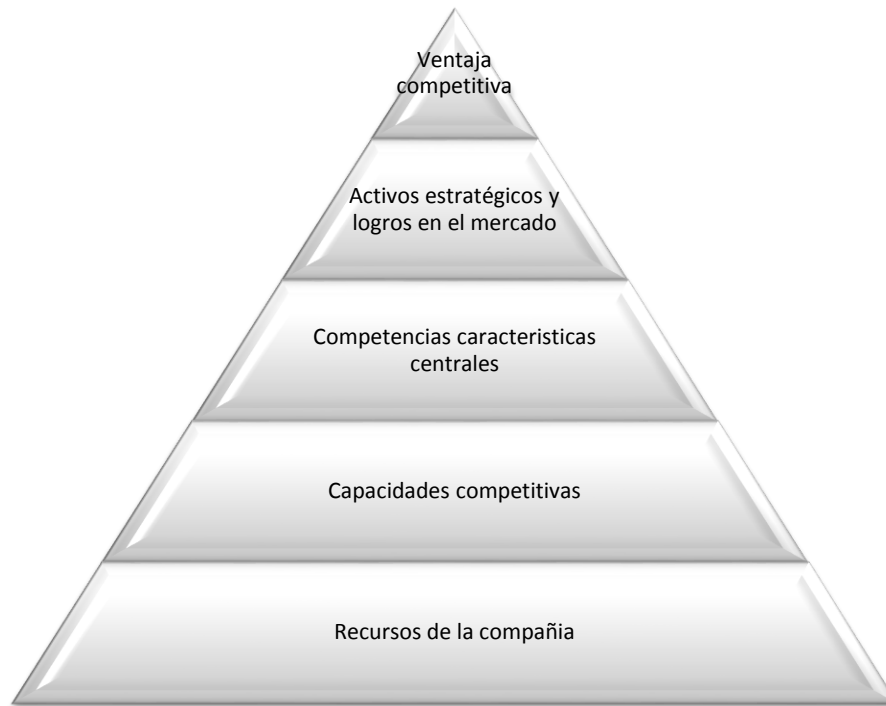 Ventaja
competitiva
Activos estratégicos y
logros en el mercado
Competencias caracteristicas
centrales
Capacidades competitivas
Recursos de la compañia